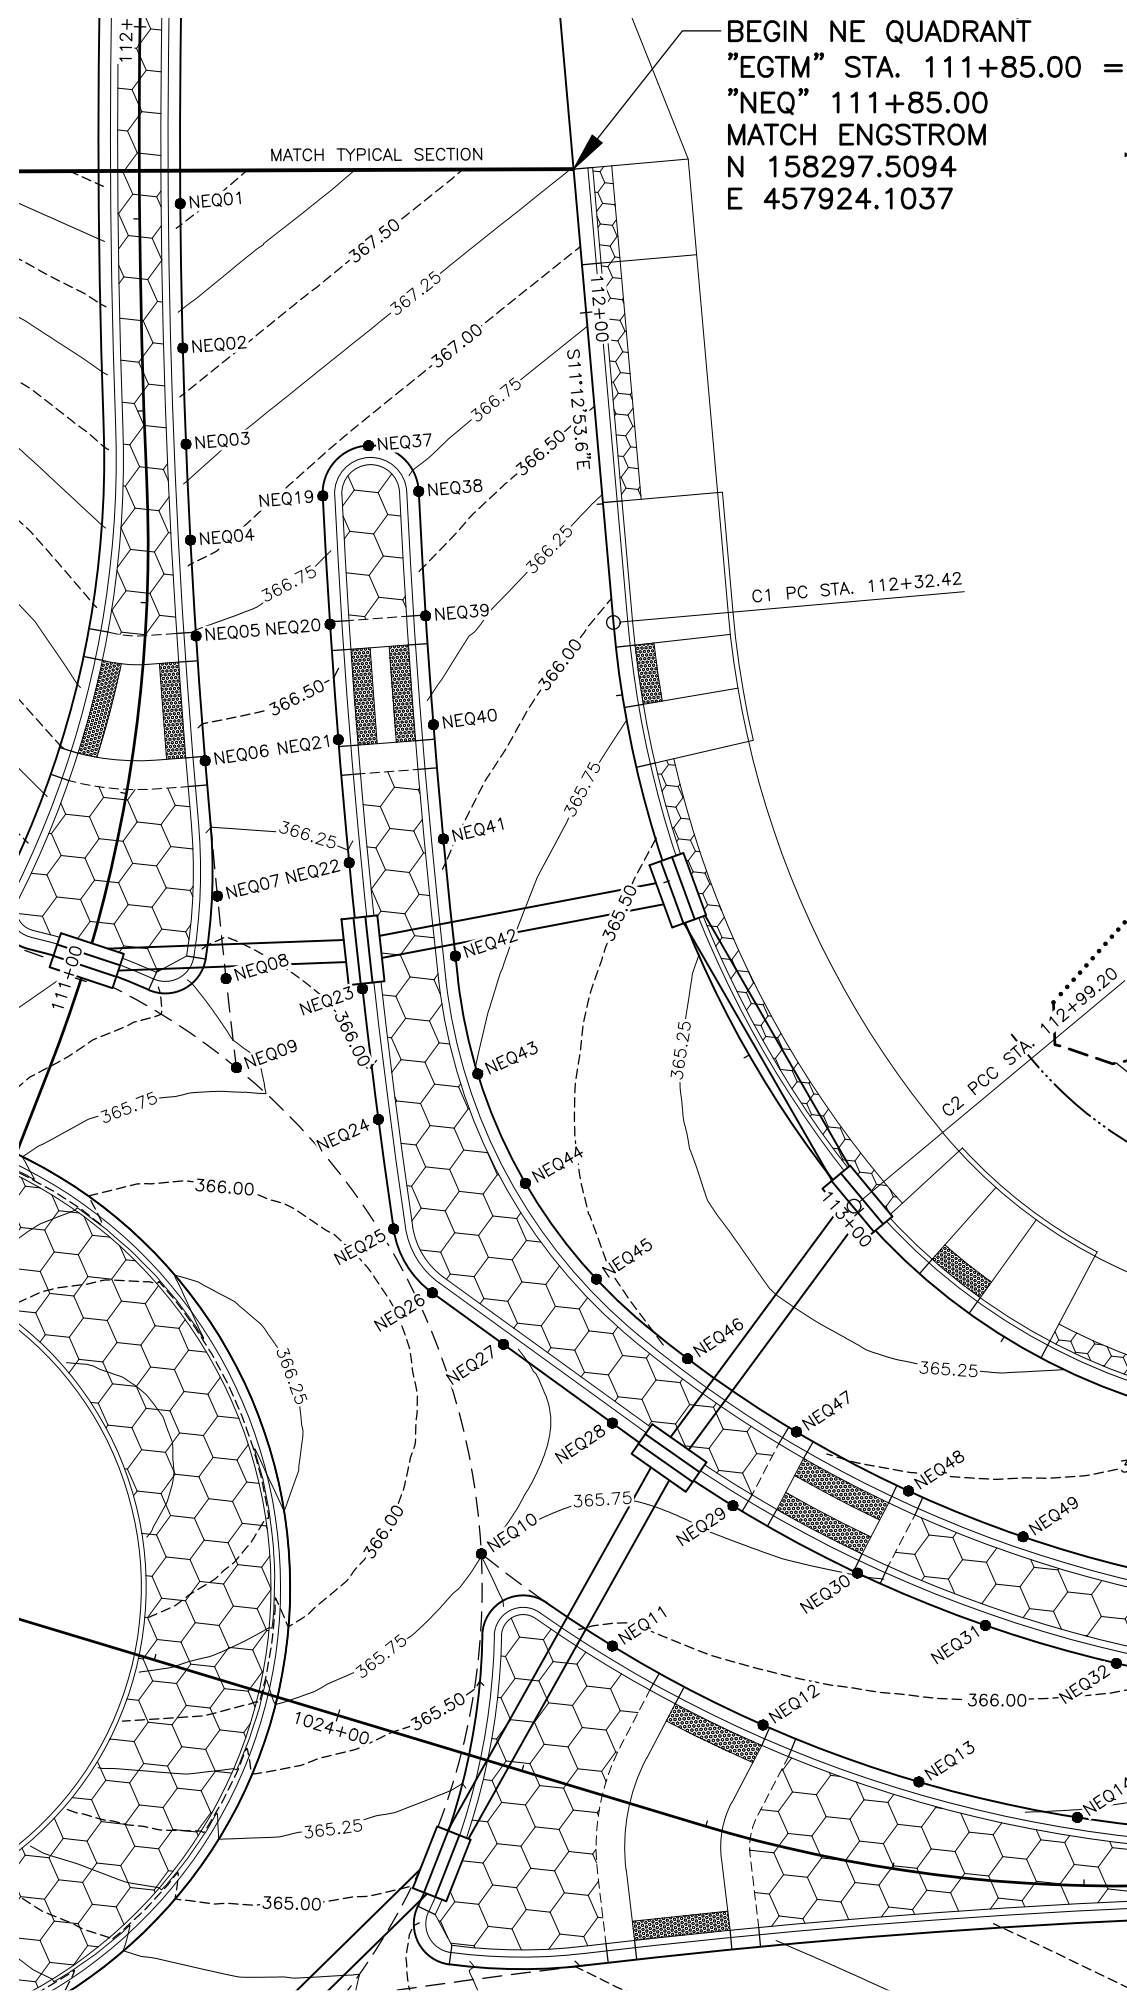 BEGIN NE QUADRANT
"EGTM" STA. 111+85.00 =
"NEQ" 111+85.00
MATCH ENGSTROM
N 158297.5094
E 457924.1037
112+
MATCH TYPICAL SECTION
NEQ01
367.50
367.25
112+00
NEQ02
367.00
S11°12'53.6"E
366.75
NEQ03
NEQ37
366.50
NEQ19
NEQ38
NEQ04
366.25
366.75
C1 PC STA. 112+32.42
NEQ05
NEQ20
NEQ39
366.00
366.50
NEQ40
NEQ06
NEQ21
365.75
366.25
NEQ41
NEQ07
NEQ22
365.50
NEQ42
111+00
NEQ08
NEQ23
366.00
C2 PCC STA. 112+99.20
365.25
NEQ09
NEQ43
365.75
NEQ24
NEQ44
366.00
113+00
NEQ25
NEQ45
NEQ26
NEQ46
NEQ27
366.25
365.25
NEQ47
NEQ28
NEQ48
365.75
3
366.00
NEQ29
NEQ49
NEQ10
NEQ30
NEQ11
NEQ31
365.75
NEQ32
366.00
365.50
NEQ12
1024+00
NEQ13
NEQ14
365.25
365.00